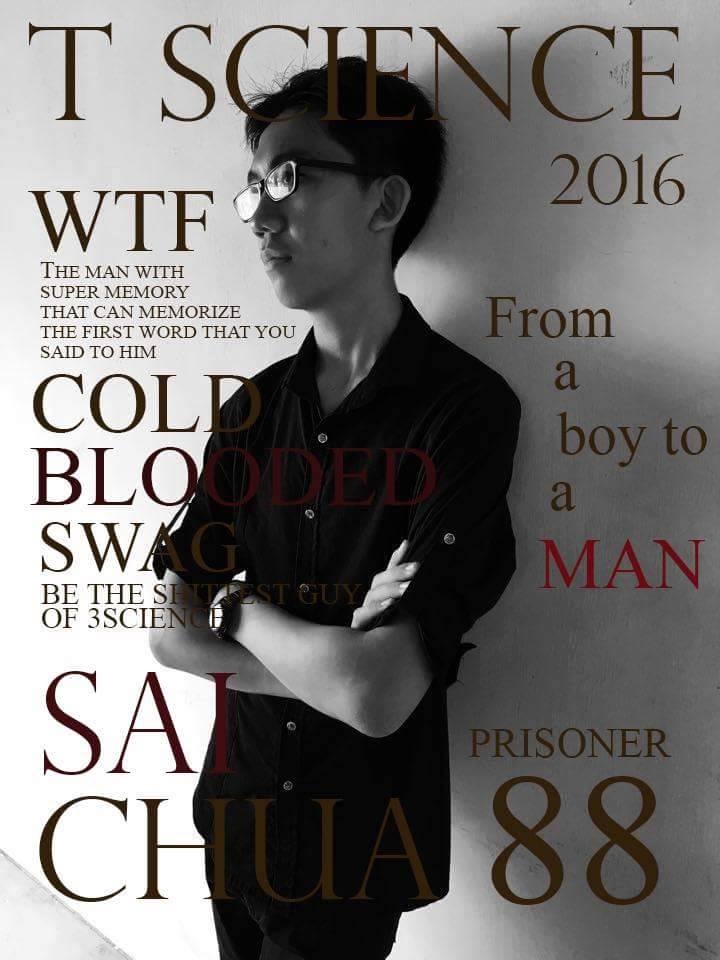 T SCIENCE
2016
WTF
THE MAN WITH
SUPER MEMORY
THAT CAN MEMORIZE
THE FIRST WORD THAT YOU
SAID TO HIM
COLD
BLOODED
SWAG
BE THE SHITTEST GUY
OF 3SCIENCE
From
a
boy to
a
MAN
SAI
CHUA
PRISONER
88